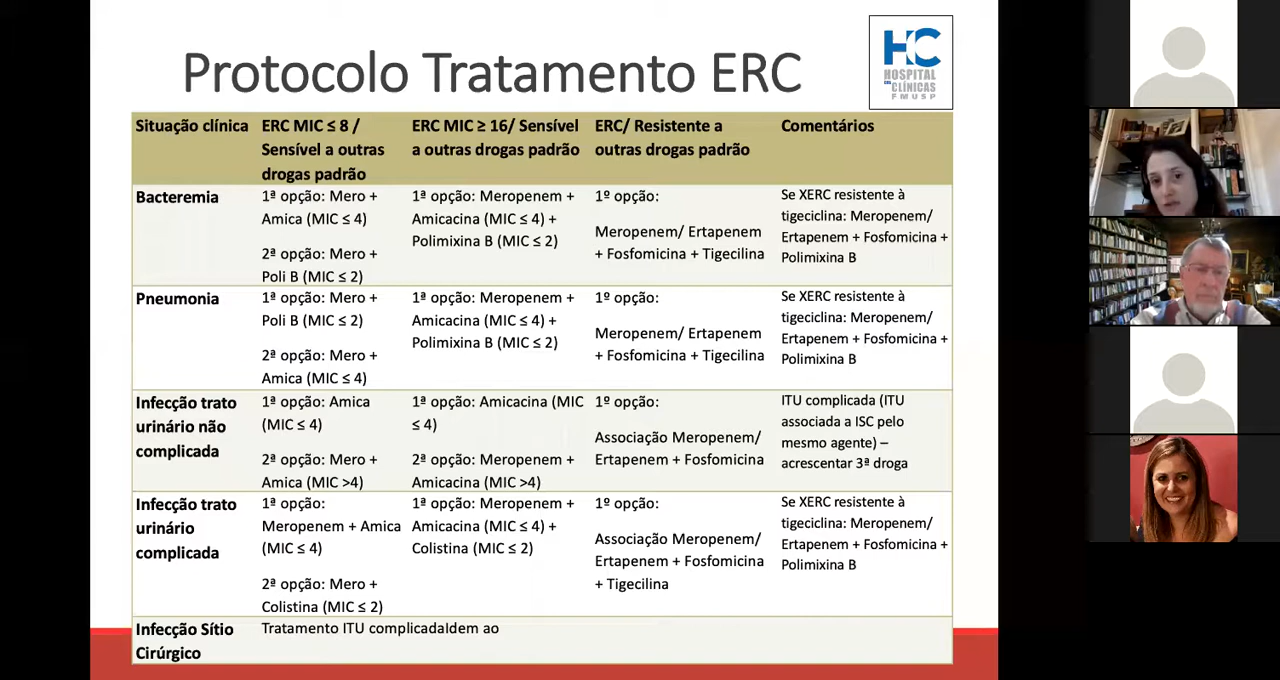 Protocolo Tratamento ERC
HC
HOSPITAL
DAS CLÍNICAS
FMUSP
Situação clínica
ERC MIC ≤ 8 /
Sensível a outras
drogas padrão
ERC MIC ≥ 16/ Sensível
a outras drogas padrão
ERC/ Resistente a
outras drogas padrão
Comentários
Bacteremia
1ª opção: Mero +
Amica (MIC ≤ 4)
2ª opção: Mero +
Poli B (MIC ≤ 2)
1ª opção: Meropenem +
Amicacina (MIC ≤ 4) +
Polimixina B (MIC ≤ 2)
1º opção:
Meropenem/ Ertapenem
+ Fosfomicina + Tigecilina
Se XERC resistente à
tigeciclina: Meropenem/
Ertapenem + Fosfomicina +
Polimixina B
Pneumonia
1ª opção: Mero +
Poli B (MIC ≤ 2)
2ª opção: Mero +
Amica (MIC ≤ 4)
1ª opção: Meropenem +
Amicacina (MIC ≤ 4) +
Polimixina B (MIC ≤ 2)
1º opção:
Meropenem/ Ertapenem
+ Fosfomicina + Tigecilina
Se XERC resistente à
tigeciclina: Meropenem/
Ertapenem + Fosfomicina +
Polimixina B
Infecção trato
urinário não
complicada
1ª opção: Amica
(MIC ≤ 4)
2ª opção: Mero +
Amica (MIC >4)
1ª opção: Amicacina (MIC
≤ 4)
2ª opção: Meropenem +
Amicacina (MIC >4)
1º opção:
Associação Meropenem/
Ertapenem + Fosfomicina
ITU complicada (ITU
associada a ISC pelo
mesmo agente) –
acrescentar 3ª droga
Infecção trato
urinário
complicada
1ª opção:
Meropenem + Amica
(MIC ≤ 4)
2ª opção: Mero +
Colistina (MIC ≤ 2)
1ª opção: Meropenem +
Amicacina (MIC ≤ 4) +
Colistina (MIC ≤ 2)
1º opção:
Associação Meropenem/
Ertapenem + Fosfomicina
+ Tigecilina
Se XERC resistente à
tigeciclina: Meropenem/
Ertapenem + Fosfomicina +
Polimixina B
Infecção Sítio
Cirúrgico
Tratamento ITU complicadaIdem ao